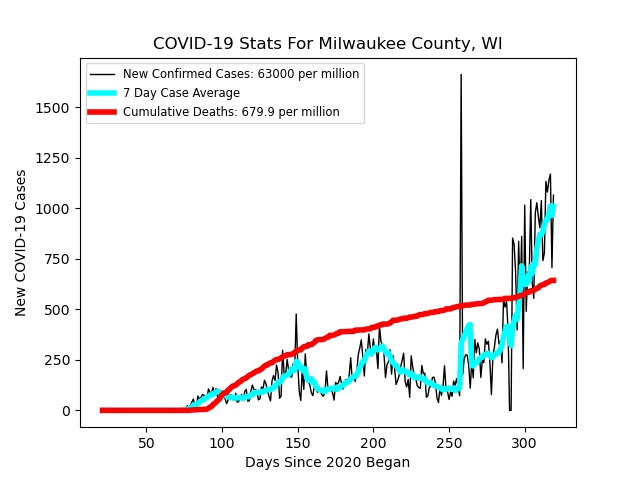 COVID-19 Stats For Milwaukee County, WI
New Confirmed Cases: 63000 per million
7 Day Case Average
Cumulative Deaths: 679.9 per million
New COVID-19 Cases
1500
1250
1000
750
500
250
0
50 100 150 200 250 300
Days Since 2020 Began